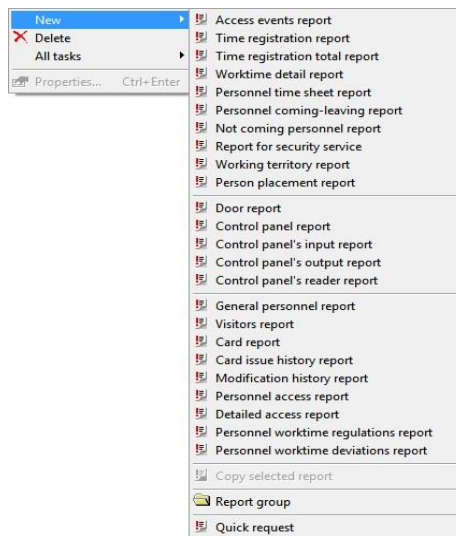 New
Delete
All tasks
Properties... Ctrl+Enter
Access events report
Time registration report
Time registration total report
Worktime detail report
Personnel time sheet report
Personnel coming-leaving report
Not coming personnel report
Report for security service
Working territory report
Person placement report
Door report
Control panel report
Control panel's input report
Control panel's output report
Control panel's reader report
General personnel report
Visitors report
Card report
Card issue history report
Modification history report
Personnel access report
Detailed access report
Personnel worktime regulations report
Personnel worktime deviations report
Copy selected report
Report group
Quick request